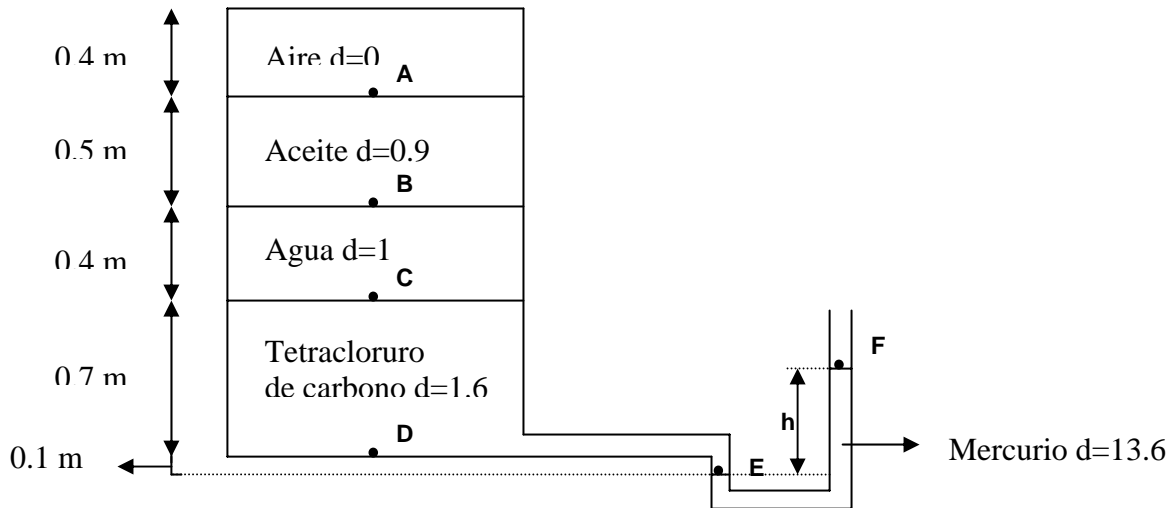 0.4 m
Aire d=0
A
0.5 m
Aceite d=0.9
B
0.4 m
Agua d=1
C
0.7 m
Tetracloruro
de carbono d=1.6
D
F
h
0.1 m
E
Mercurio d=13.6